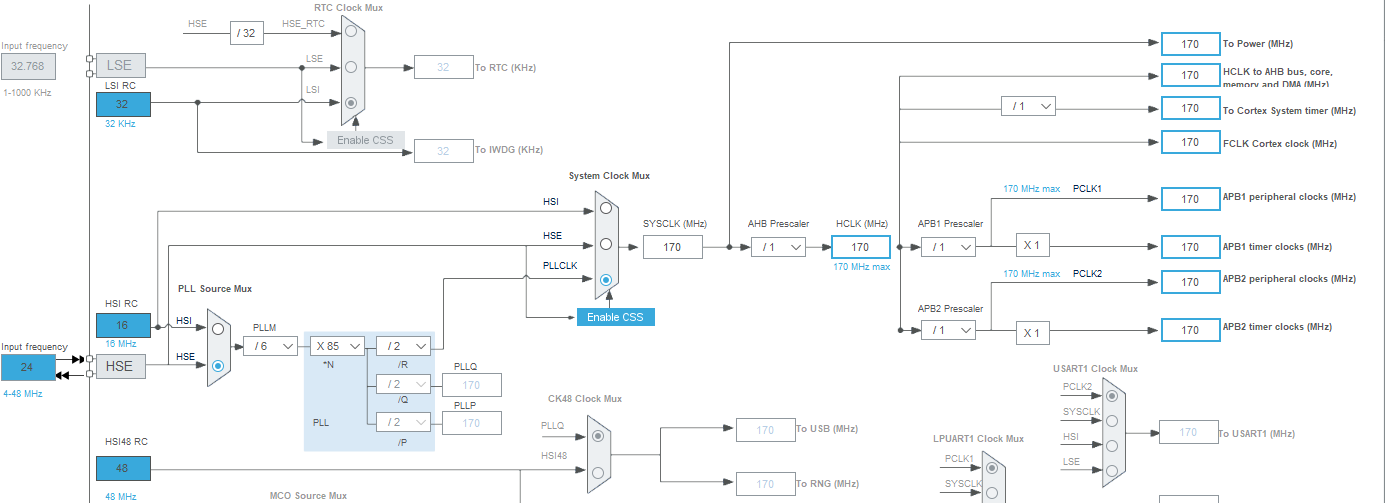 RTC Clock Mux
HSE
/ 32
HSE_RTC
Input frequency
32.768
1-1000 KHz
LSE
LSE
32
To RTC (KHz)
LSI RC
32
32 KHz
LSI
Enable CSS
32
To IWDG (KHz)
170
To Power (MHz)
170
HCLK to AHB bus, core,
memory and DMA (MHz)
/ 1
170
To Cortex System timer (MHz)
170
FCLK Cortex clock (MHz)
System Clock Mux
HSI
HSE
PLLCLK
Enable CSS
SYSCLK (MHz)
170
AHB Prescaler
/ 1
HCLK (MHz)
170
170 MHz max
APB1 Prescaler
/ 1
170 MHz max
PCLK1
170
APB1 peripheral clocks (MHz)
X 1
170
APB1 timer clocks (MHz)
170 MHz max
PCLK2
170
APB2 peripheral clocks (MHz)
APB2 Prescaler
/ 1
X 1
170
APB2 timer clocks (MHz)
PLL Source Mux
HSI RC
16
16 MHz
HSI
Input frequency
24
4-48 MHz
HSE
HSE
PLLM
/ 6
X 85
*N
/ 2
/R
/ 2
/Q
PLLQ
170
PLL
/ 2
/P
PLLP
170
HSI48 RC
48
48 MHz
MCO Source Mux
CK48 Clock Mux
PLLQ
HSI48
170
To USB (MHz)
170
To RNG (MHz)
USART1 Clock Mux
PCLK2
SYSCLK
HSI
LSE
170
To USART1 (MHz)
LPUART1 Clock Mux
PCLK1
SYSCLK